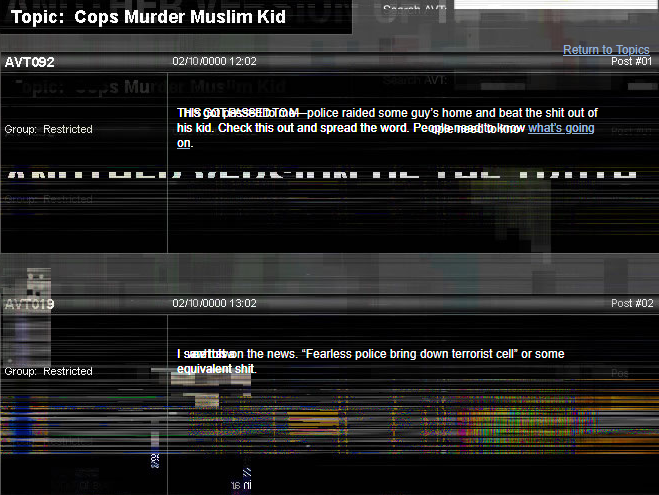 Topic: Cops Murder Muslim Kid
Search AVT:
Return to Topics
AVT092 02/10/0000 12:02 Post #01
This got passed to me—police raided some guy's home and beat the shit out of
Group: Restricted
his kid. Check this out and spread the word. People need to know what's going
on.
AVT019 02/10/0000 13:02 Post #02
I saw this on the news. “Fearless police bring down terrorist cell” or some
Group: Restricted
equivalent shit.